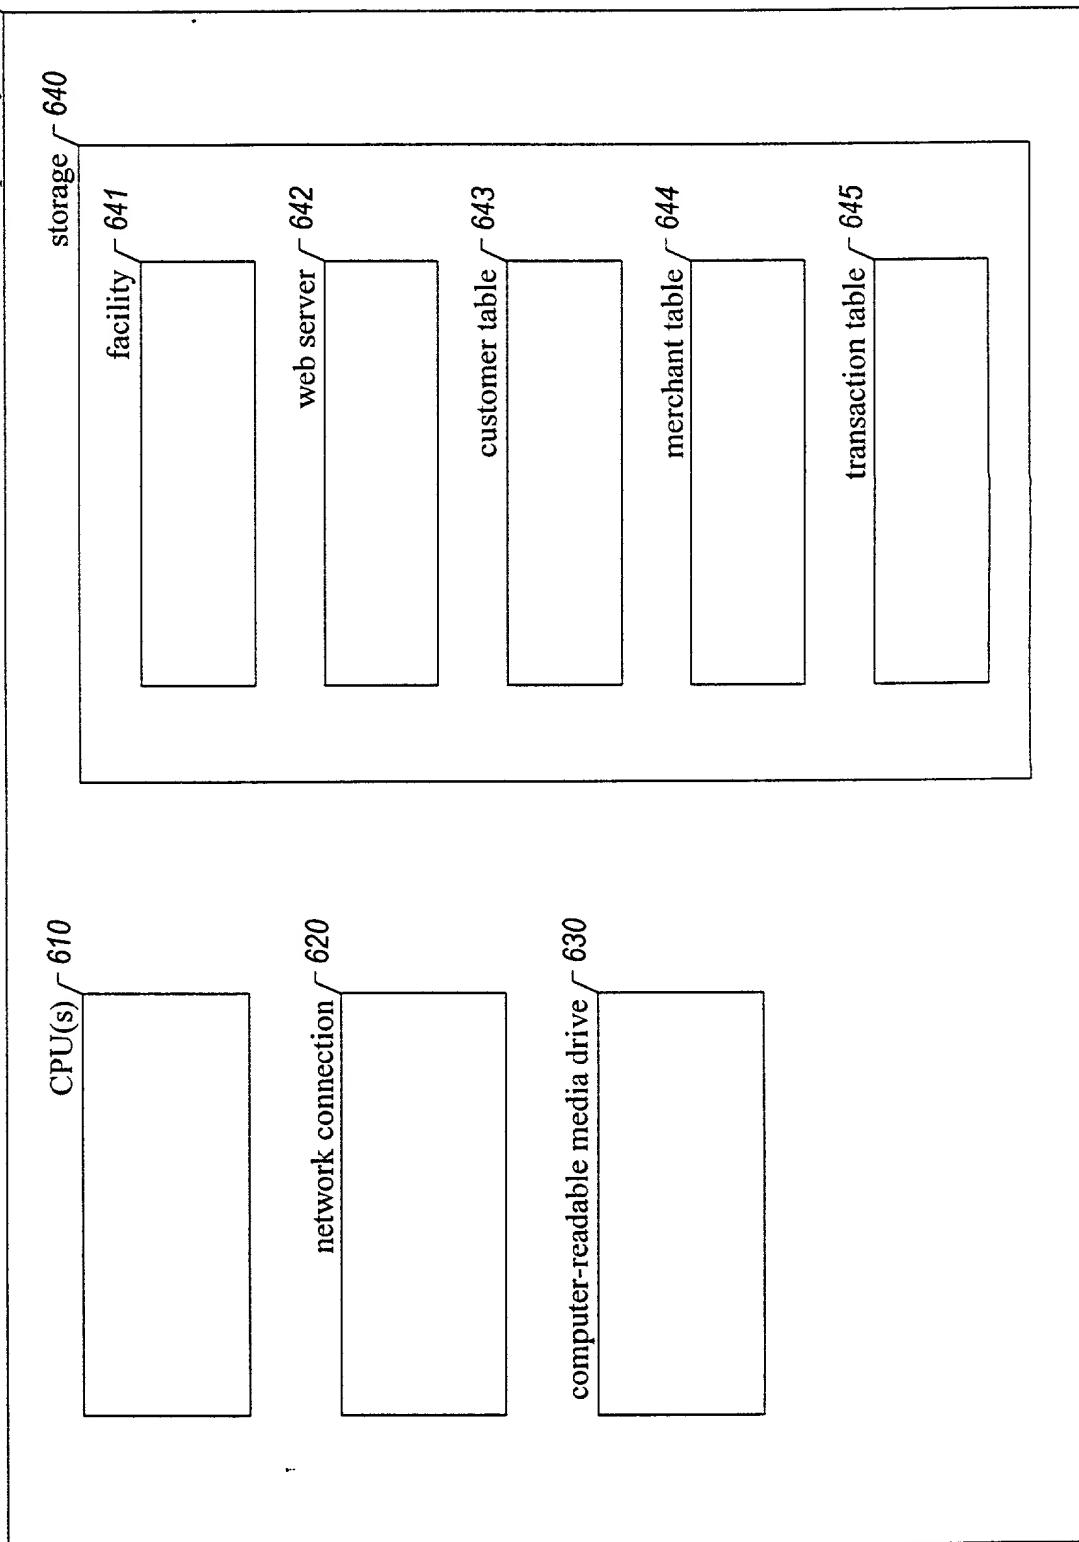 CPU(s) 610
network connection 620
computer-readable media drive 630
storage 640
facility 641
web server 642
customer table 643
merchant table 644
transaction table 645